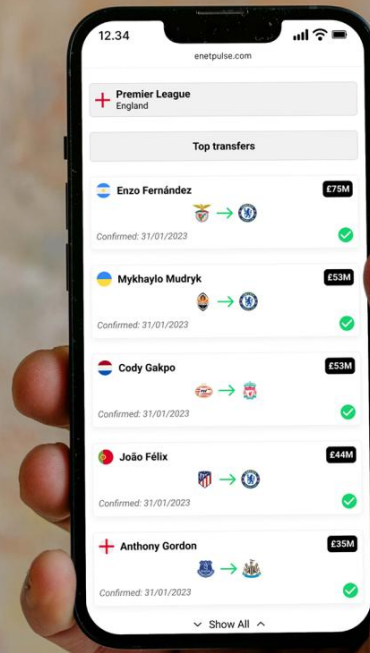 12.34
enetpulse.com
Premier League
England
Top transfers
Enzo Fernández £75M
Confirmed: 31/01/2023
Mykhaylo Mudryk £53M
Confirmed: 31/01/2023
Cody Gakpo £53M
Confirmed: 31/01/2023
João Félix £44M
Confirmed: 31/01/2023
Anthony Gordon £35M
Confirmed: 31/01/2023
Show All